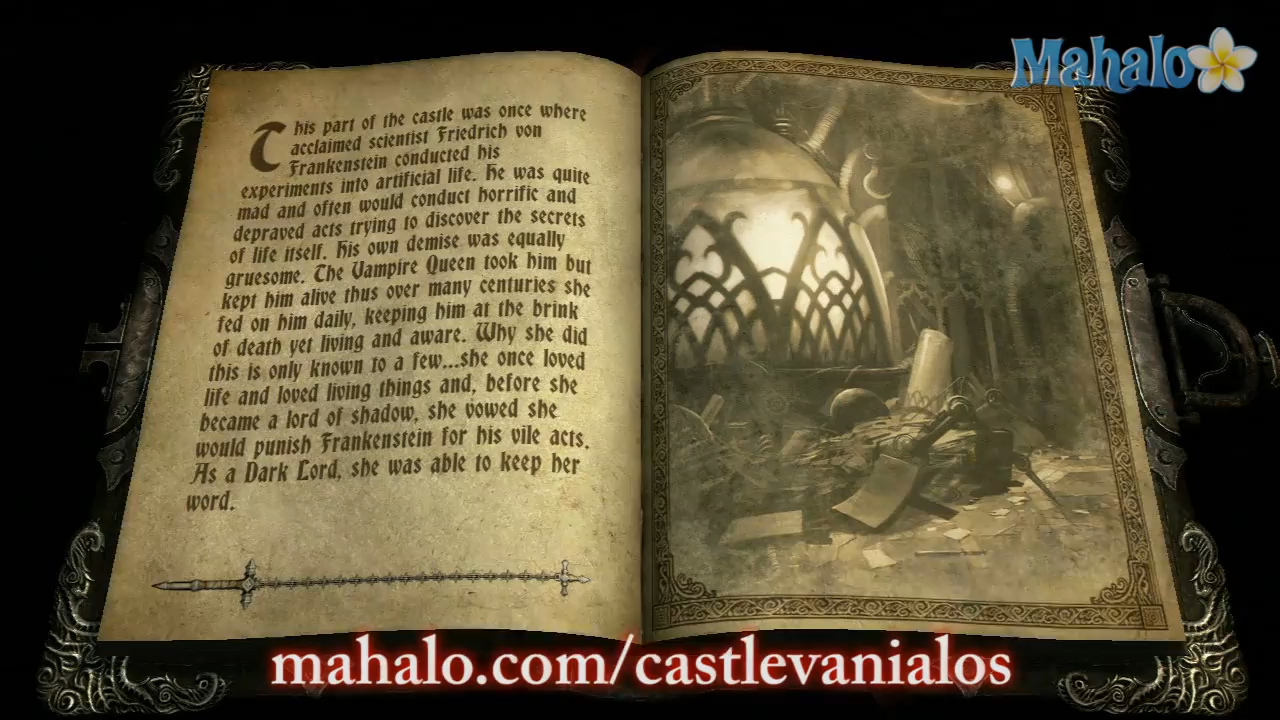 Mahalo
This part of the castle was once where
acclaimed scientist Friedrich von
Frankenstein conducted his
experiments into artificial life. He was quite
mad and often would conduct horrific and
depraved acts trying to discover the secrets
of life itself. His own demise was equally
gruesome. The Vampire Queen took him but
kept him alive thus over many centuries she
fed on him daily, keeping him at the brink
of death yet living and aware. Why she did
this is only known to a few...she once loved
life and loved living things and, before she
became a lord of shadow, she vowed she
would punish Frankenstein for his vile acts.
As a Dark Lord, she was able to keep her
word.
mahalo.com/castlevanialos